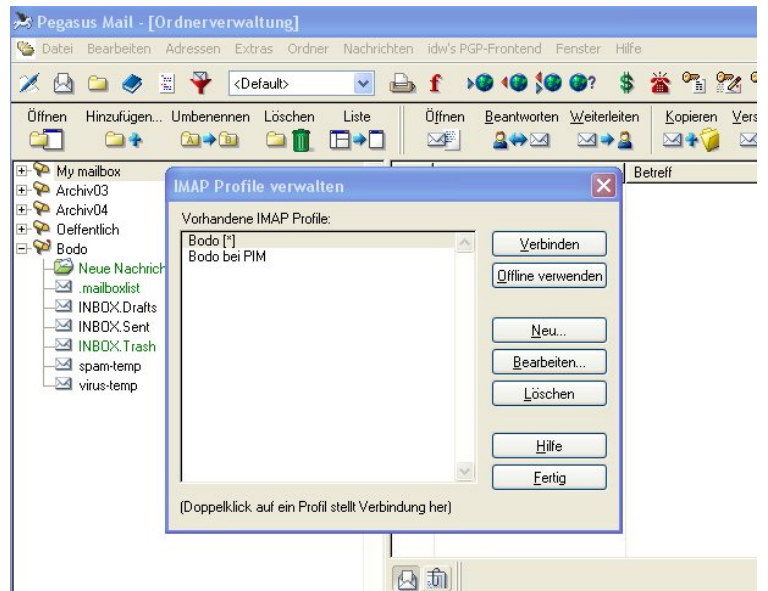 Pegasus Mail - [Ordnerverwaltung]
Datei Bearbeiten Adressen Extras Ordner Nachrichten idw's PGP-Frontend Fenster Hilfe
<Default>
Öffnen Hinzufügen... Umbenennen Löschen Liste Öffnen Beantworten Weiterleiten Kopieren Vers
My mailbox
Archiv03
Archiv04
Oeffentlich
Bodo
Neue Nachrich
.mailboxlist
INBOX.Drafts
INBOX.Sent
INBOX.Trash
spam-temp
virus-temp
Betreff
IMAP Profile verwalten
Vorhandene IMAP Profile:
Bodo [*]
Bodo bei PIM
Verbinden
Offline verwenden
Neu...
Bearbeiten...
Löschen
Hilfe
Fertig
(Doppelklick auf ein Profil stellt Verbindung her)